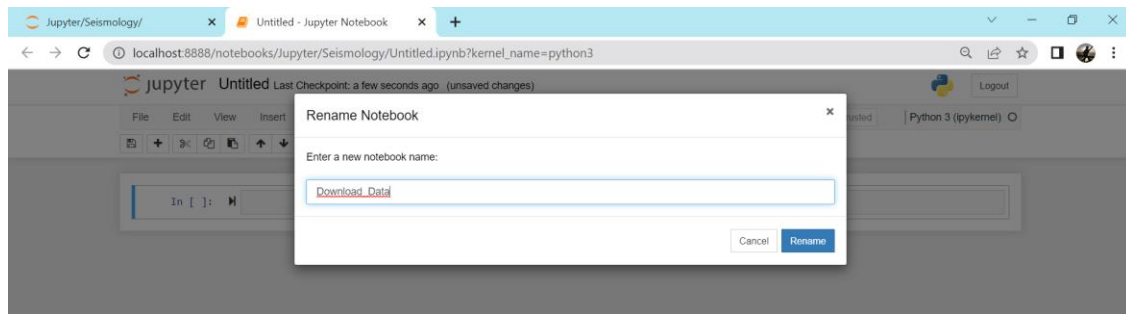 Jupyter/Seismology/
Untitled - Jupyter Notebook
localhost:8888/notebooks/Jupyter/Seismology/Untitled.ipynb?kernel_name=python3
jupyter Untitled Last Checkpoint: a few seconds ago (unsaved changes)
Logout
File Edit View Insert
Python 3 (ipykernel)
Rename Notebook
Enter a new notebook name:
Download_Data
In [ ]:
Cancel Rename